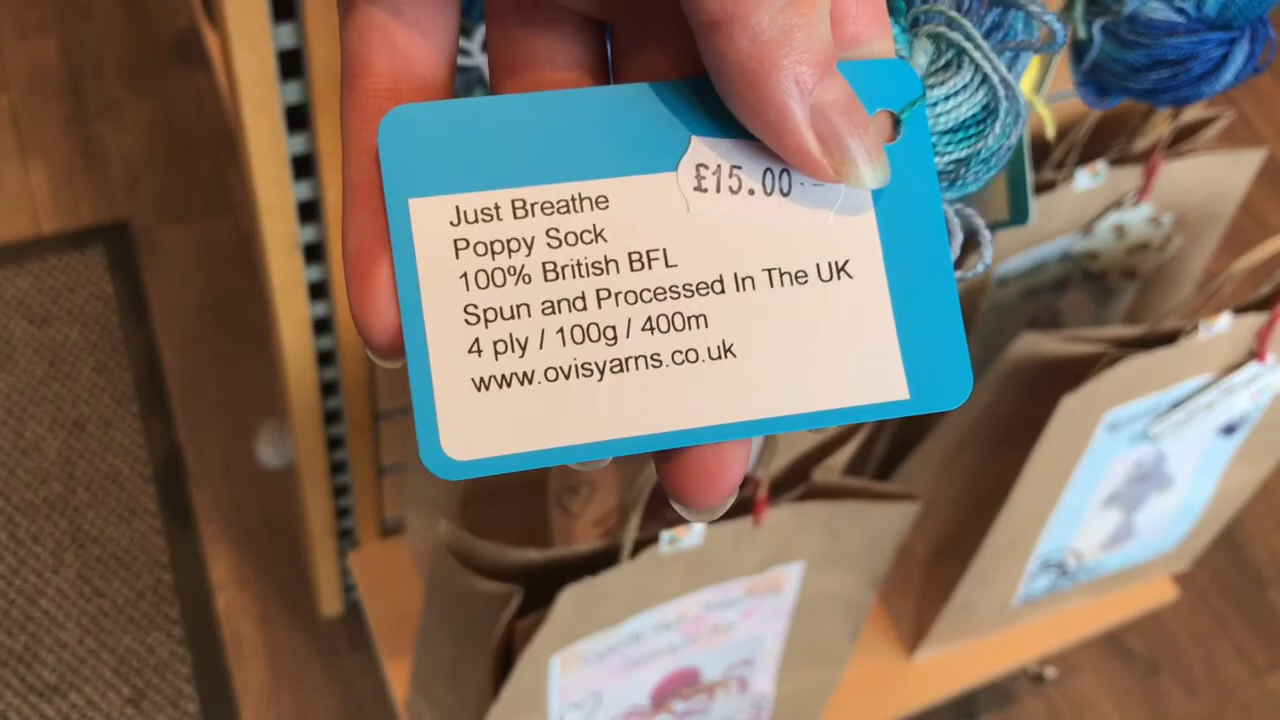 £15.00
Just Breathe
Poppy Sock
100% British BFL
Spun and Processed In The UK
4 ply / 100g / 400m
www.ovisyarns.co.uk